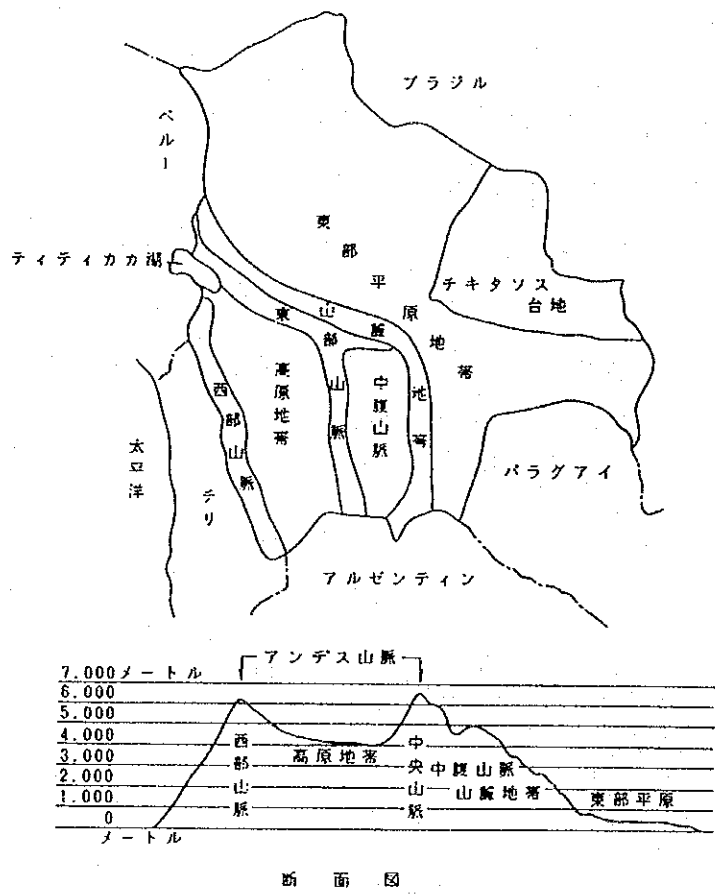 ブラジル
ペルー
東部平原地帯
ティティカカ湖
チキタソス
台地
東部山脈
山脈地帯
高原地帯
中腹山脈
西部山脈
太平洋
チリ
パラグアイ
アルゼンティン
アンデス山脈
7.000メートル
6.000
5.000
4.000
3.000
2.000
1.000
0
メートル
西部山脈
高原地帯
中央山脈
中腹山脈
山脈地帯
東部平原
断面図